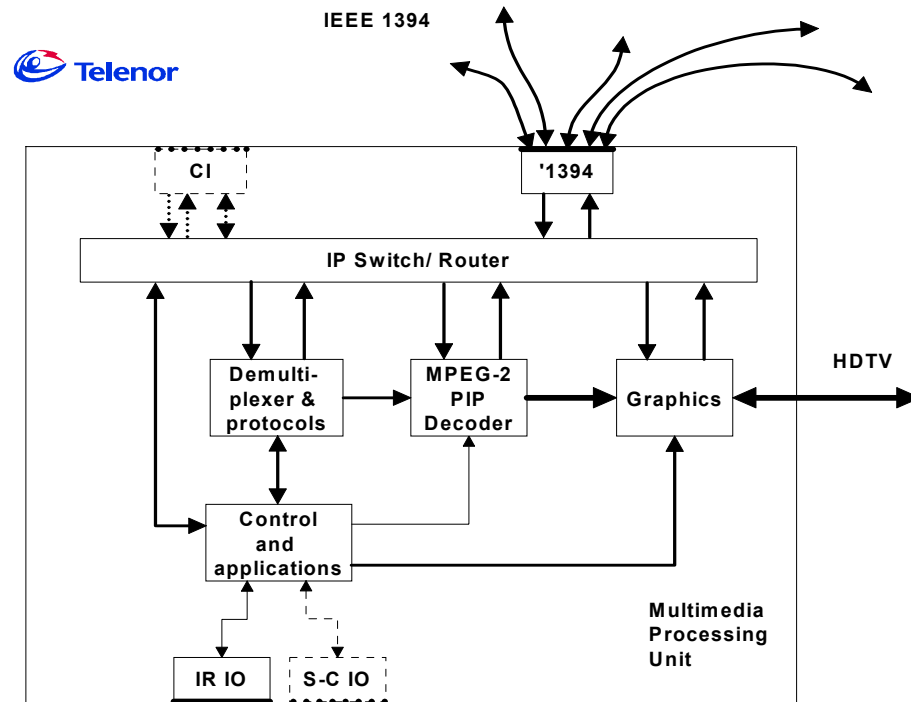 IEEE 1394
Telenor
CI
'1394
IP Switch/ Router
HDTV
Demulti-
plexer &
protocols
MPEG-2
PIP
Decoder
Graphics
Control
and
applications
Multimedia
Processing
Unit
IR IO
S-C IO